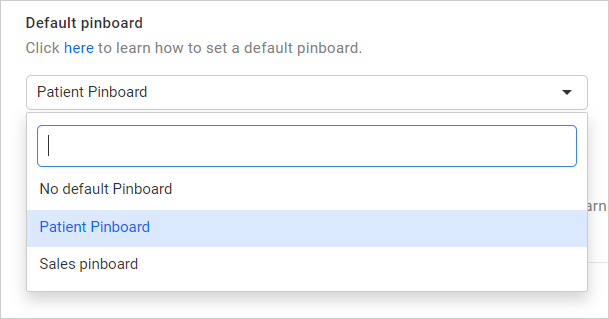 Default pinboard
Click here to learn how to set a default pinboard.
Patient Pinboard
No default Pinboard
Patient Pinboard
Sales pinboard